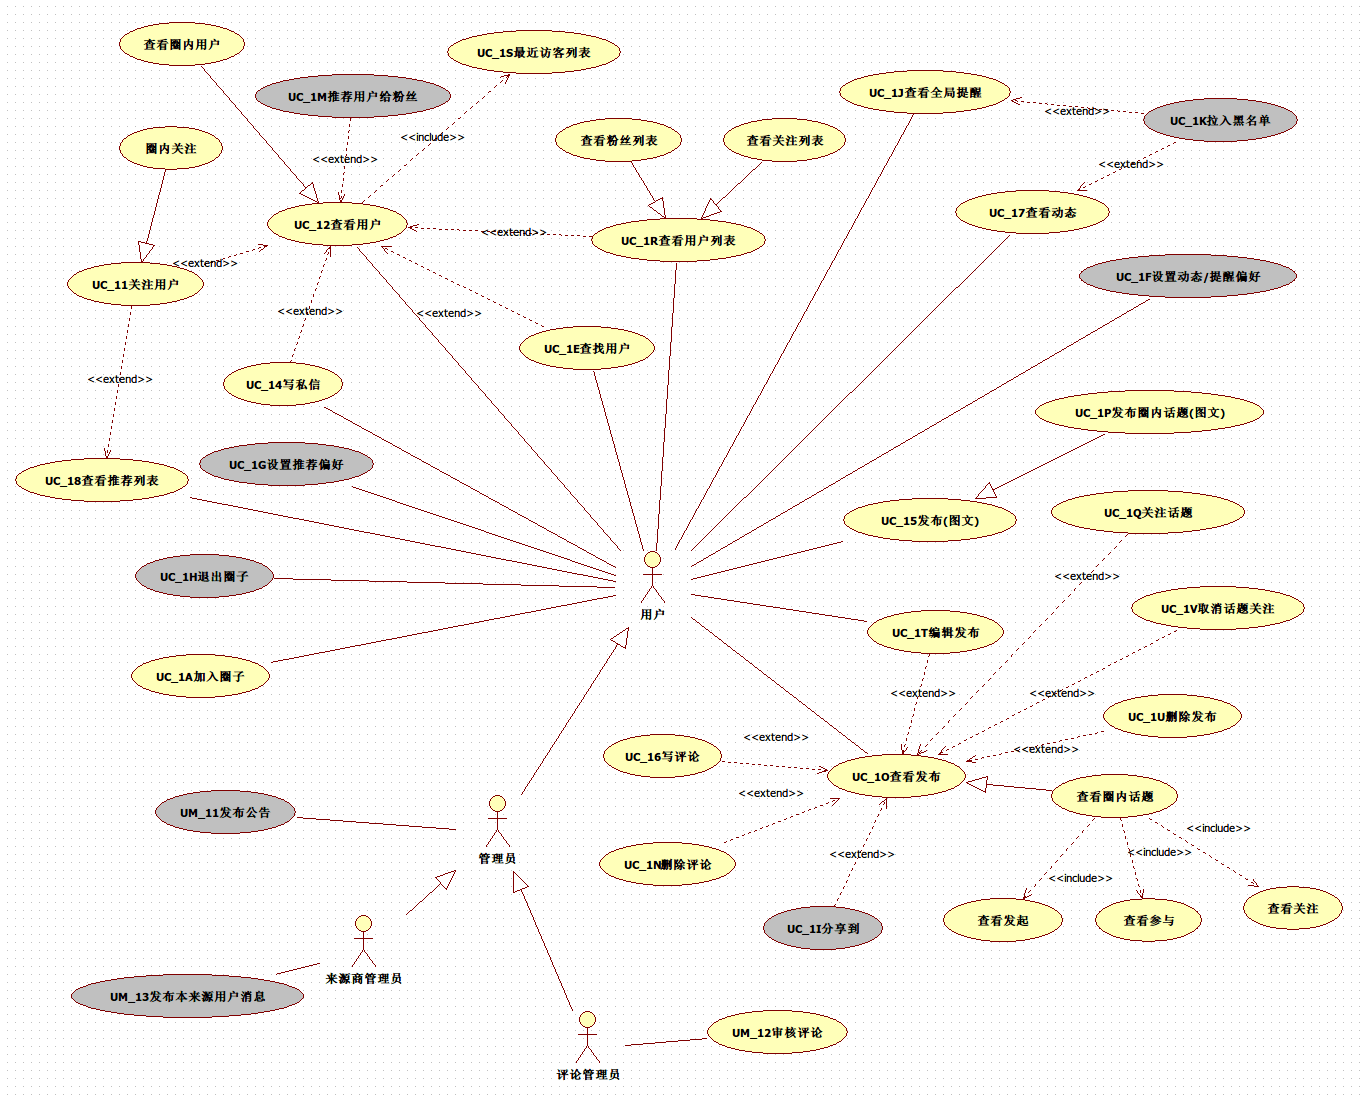 查看圈内用户
UC_1S最近访客列表
UC_1M推荐用户给粉丝
UC_1J查看全局提醒
<<extend>>
UC_1K拉入黑名单
<<include>>
圈内关注
查看粉丝列表
查看关注列表
<<extend>>
<<extend>>
UC_12查看用户
UC_17查看动态
<<extend>>
UC_1R查看用户列表
<<extend>>
UC_11关注用户
UC_1F设置动态/提醒偏好
<<extend>>
<<extend>>
UC_1E查找用户
<<extend>>
UC_14写私信
UC_1P发布圈内话题(图文)
UC_1G设置推荐偏好
UC_18查看推荐列表
UC_1Q关注话题
UC_15发布(图文)
UC_1H退出圈子
<<extend>>
用户
UC_1V取消话题关注
UC_1T编辑发布
UC_1A加入圈子
<<extend>>
<<extend>>
UC_1U删除发布
<<extend>>
<<extend>>
UC_16写评论
UC_1O查看发布
<<extend>>
查看圈内话题
UM_11发布公告
<<include>>
管理员
<<extend>>
<<include>>
UC_1N删除评论
<<include>>
查看关注
查看发起
查看参与
UC_1I分享到
来源商管理员
UM_13发布本来源用户消息
UM_12审核评论
评论管理员